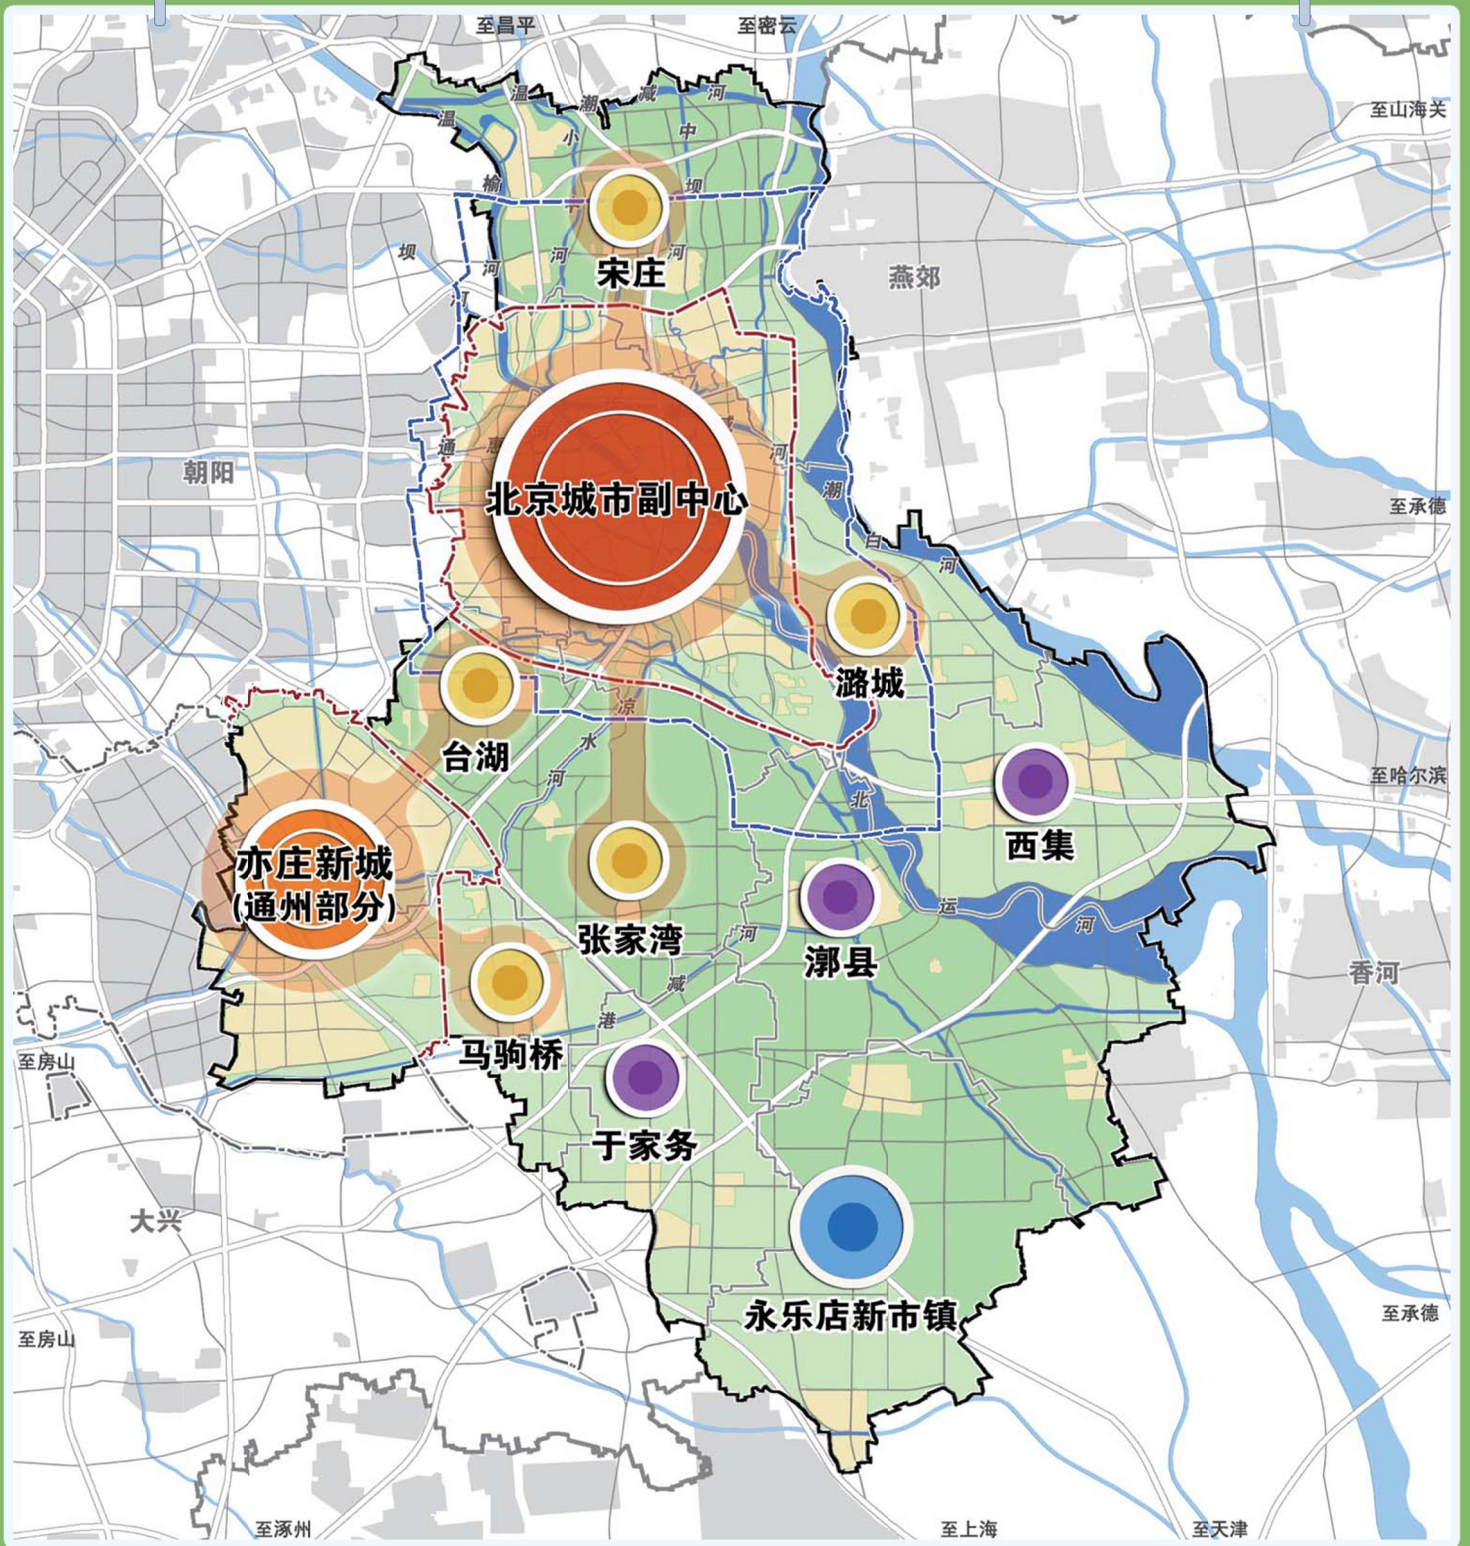 至昌平
至密云
温
潮
减
河
温
小
中
至山海关
榆
坝
中
坝
河
河
河
河
宋庄
燕郊
通
惠
河
河
朝阳
北京城市副中心
潮
至承德
白
河
潞城
凉
台湖
水
河
至哈尔滨
北
西集
亦庄新城
(通州部分)
运
河
张家湾
河
漷县
减
香河
港
马驹桥
至房山
于家务
大兴
永乐店新市镇
至承德
至房山
至涿州
至上海
至天津